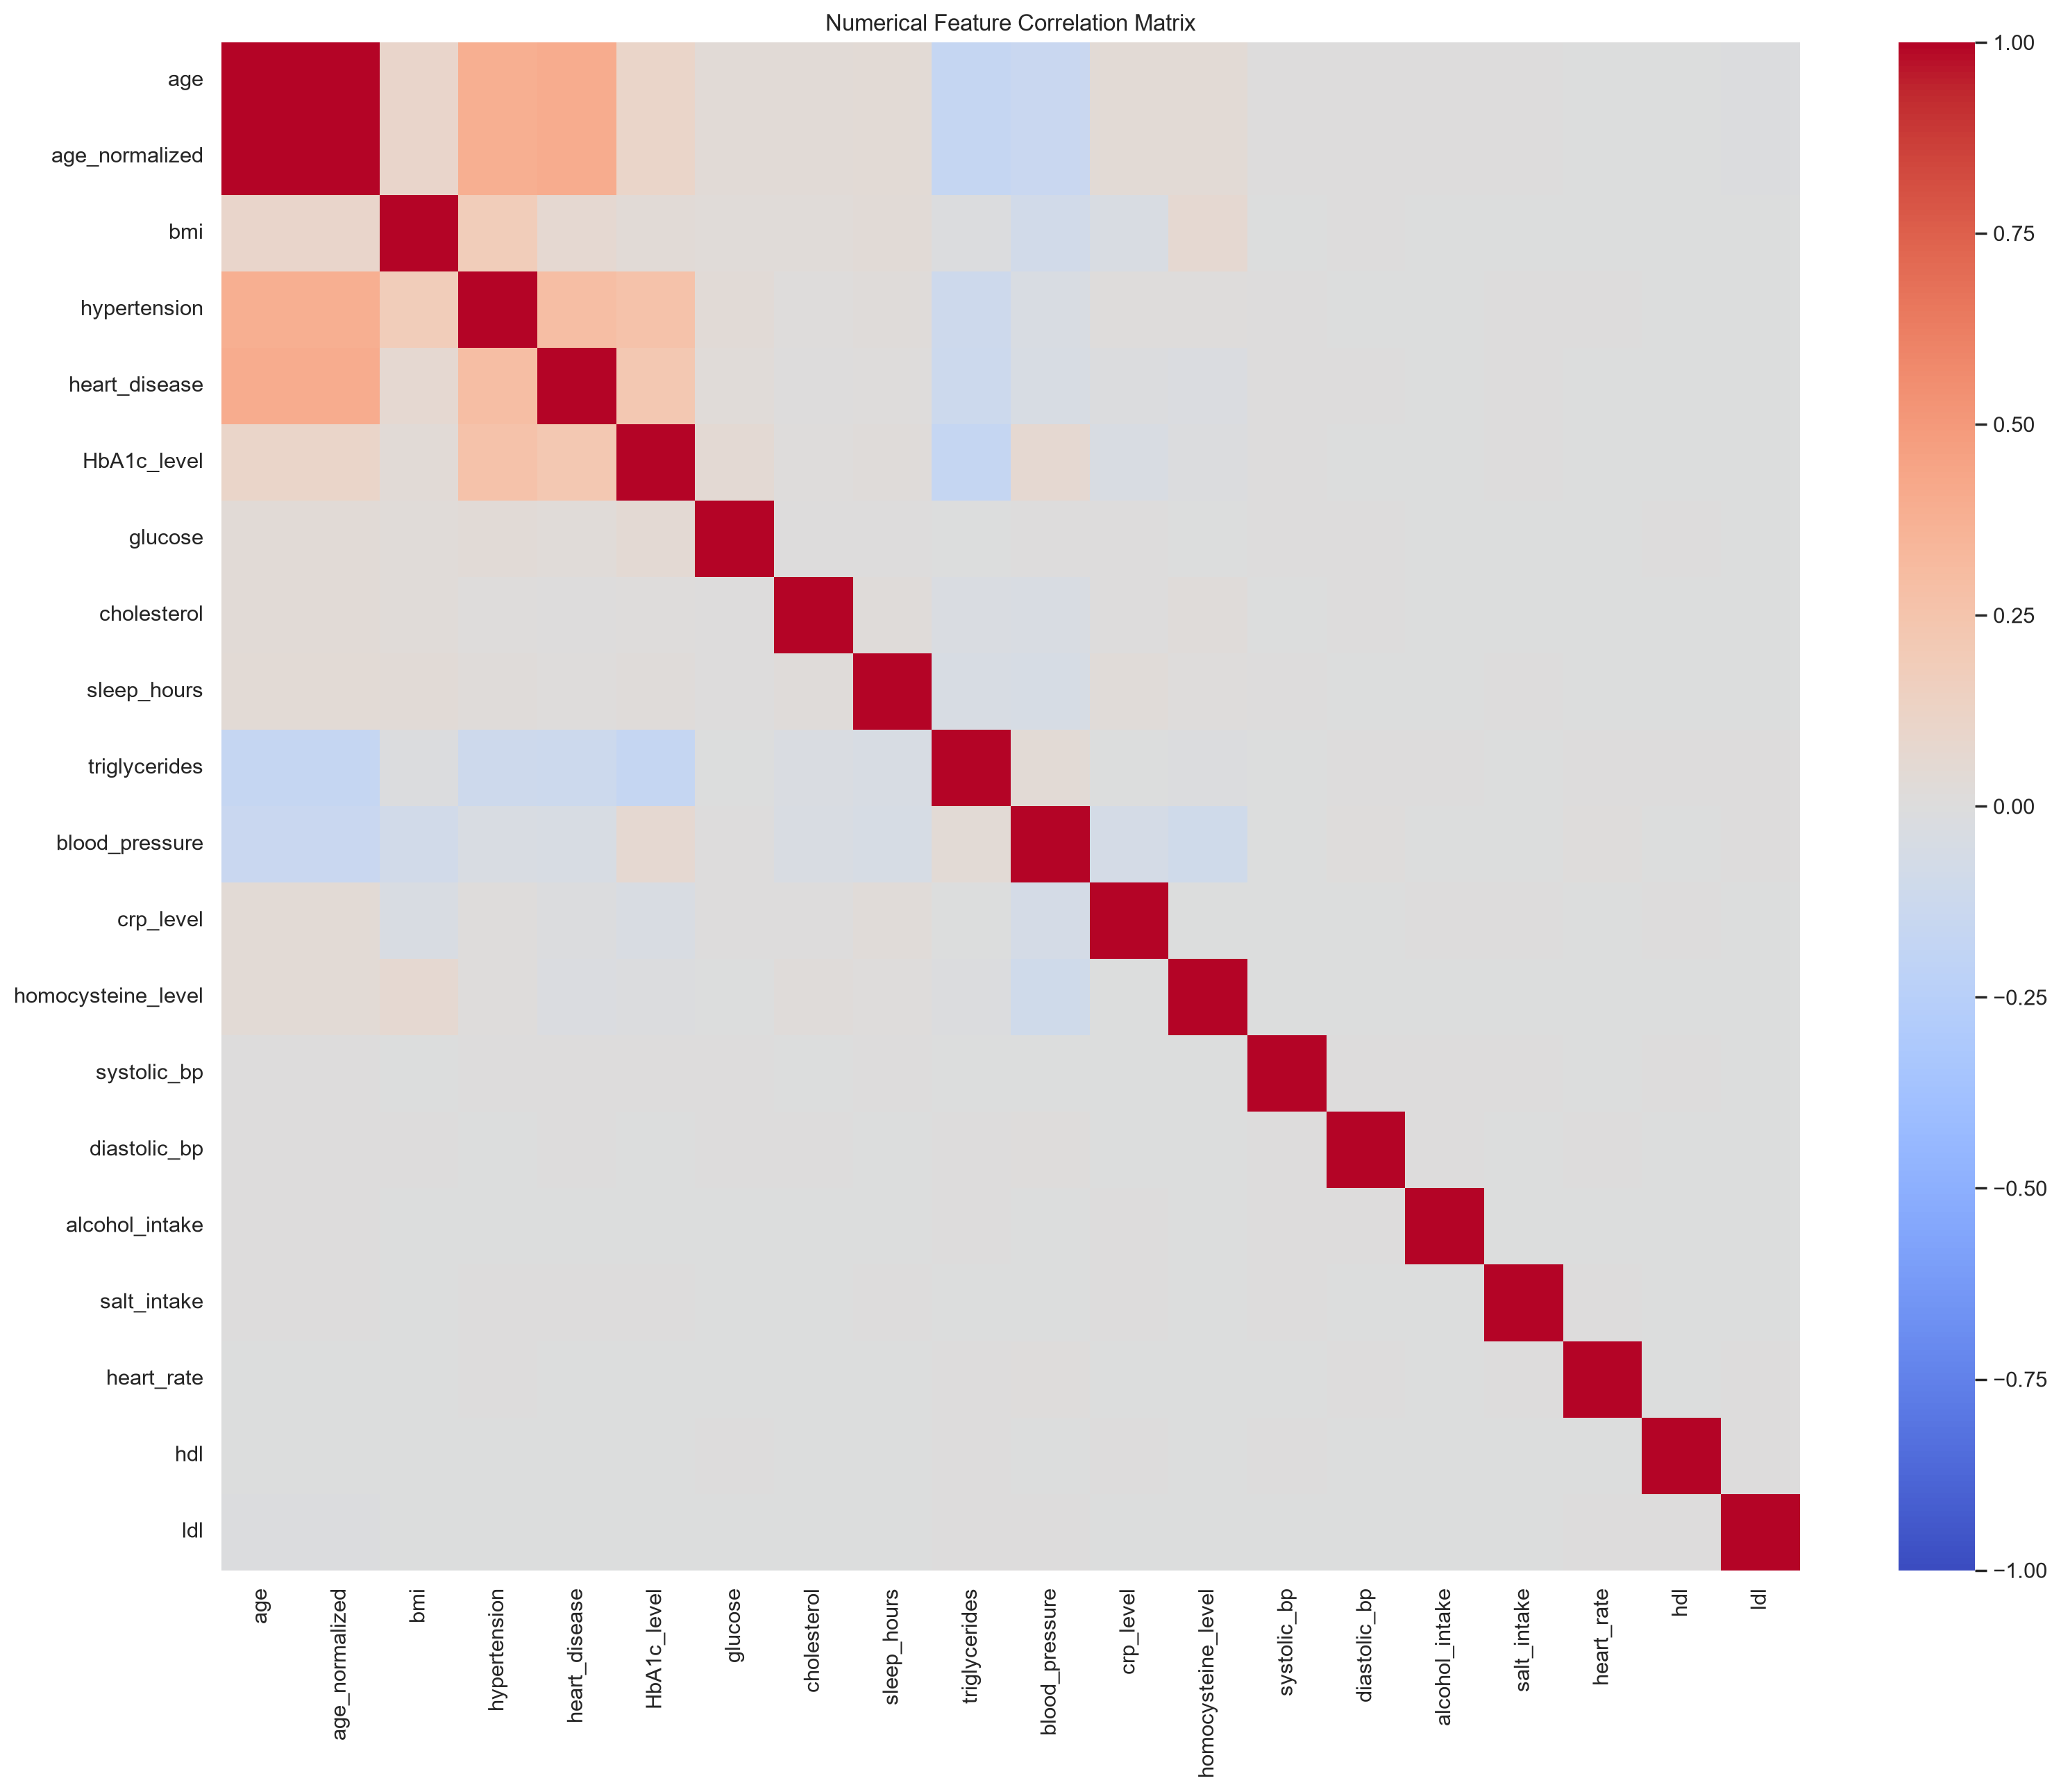 Numerical Feature Correlation Matrix
age
age_normalized
bmi
hypertension
heart_disease
HbA1c_level
glucose
cholesterol
sleep_hours
triglycerides
blood_pressure
crp_level
homocysteine_level
systolic_bp
diastolic_bp
alcohol_intake
salt_intake
heart_rate
hdl
ldl
age
age_normalized
bmi
hypertension
heart_disease
HbA1c_level
glucose
cholesterol
sleep_hours
triglycerides
blood_pressure
crp_level
homocysteine_level
systolic_bp
diastolic_bp
alcohol_intake
salt_intake
heart_rate
hdl
ldl
1.00
0.75
0.50
0.25
0.00
−0.25
−0.50
−0.75
−1.00